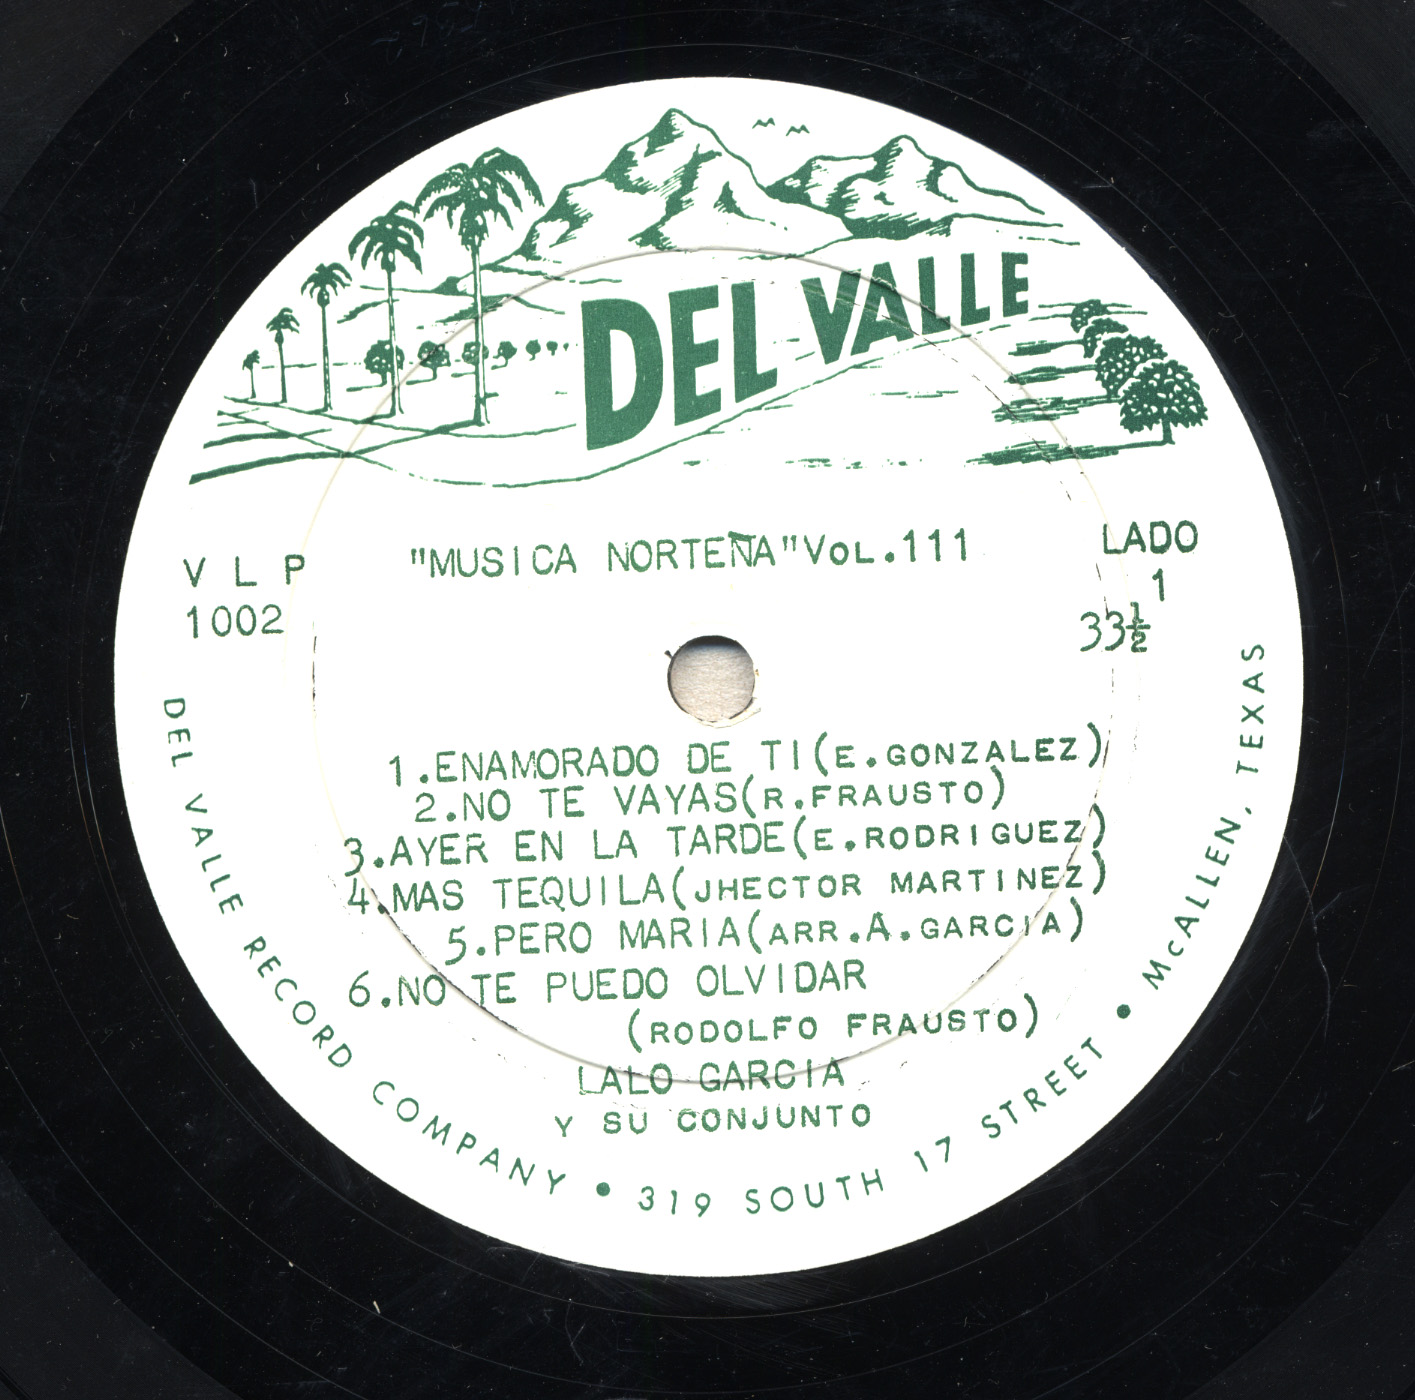 DEL VALLE
V L P
1002
"MUSICA NORTEÑA"VOL.111
LADO
1
33½
1.ENAMORADO DE TI(E.GONZALEZ)
2.NO TE VAYAS(R.FRAUSTO)
3.AYER EN LA TARDE(E.RODRIGUEZ)
4.MAS TEQUILA(JHECTOR MARTINEZ)
5.PERO MARIA(ARR.A.GARCIA)
6.NO TE PUEDO OLVIDAR
(RODOLFO FRAUSTO)
LALO GARCIA
Y SU CONJUNTO
DEL VALLE RECORD COMPANY • 319 SOUTH 17 STREET • McALLEN, TEXAS